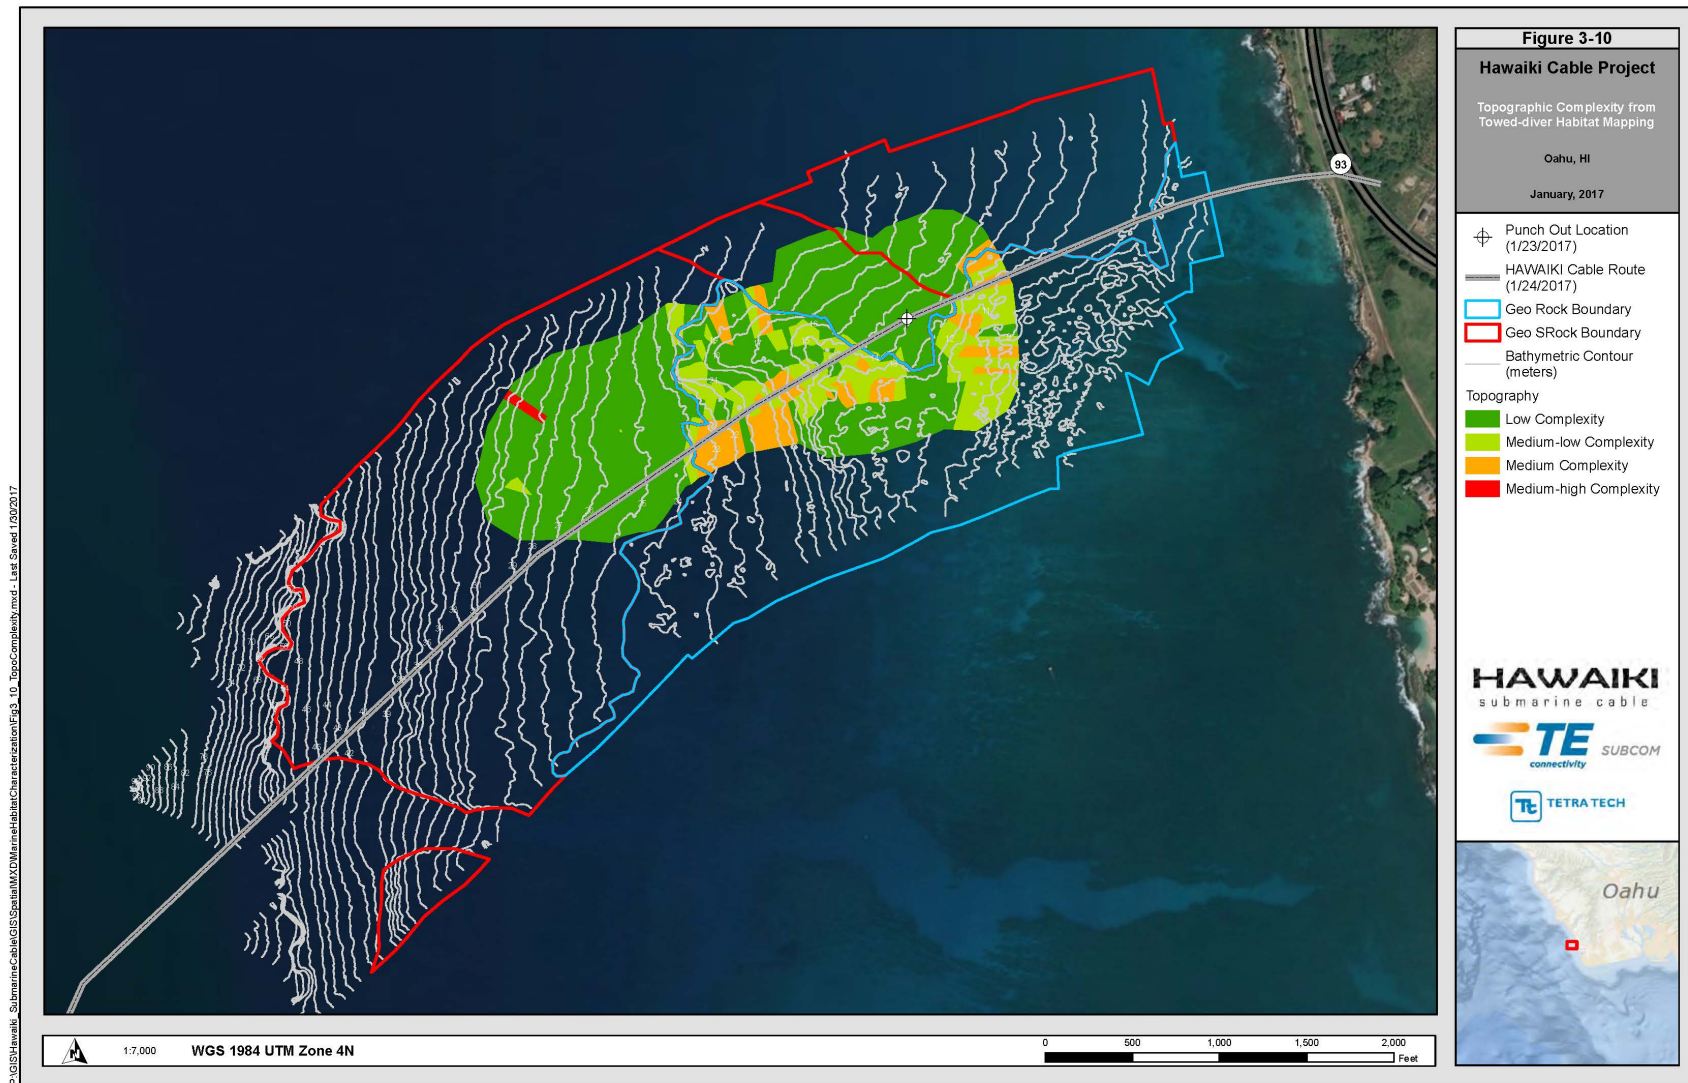 Figure 3-10
Hawaiki Cable Project
Topographic Complexity from
Towed-diver Habitat Mapping
Oahu, HI
January, 2017
Punch Out Location
(1/23/2017)
HAWAIKI Cable Route
(1/24/2017)
Geo Rock Boundary
Geo SRock Boundary
Bathymetric Contour
(meters)
Topography
Low Complexity
Medium-low Complexity
Medium Complexity
Medium-high Complexity
HAWAIKI
submarine cable
TE
SUBCOM
connectivity
Tt
TETRA TECH
Oahu
93
N
1:7,000
WGS 1984 UTM Zone 4N
0 500 1,000 1,500 2,000
Feet
P:\GIS\Hawaiki_SubmarineCable\GIS\Spatial\MXD\MarineHabitatCharacterization\Fig3_10_TopoComplexity.mxd - Last Saved 1/30/2017